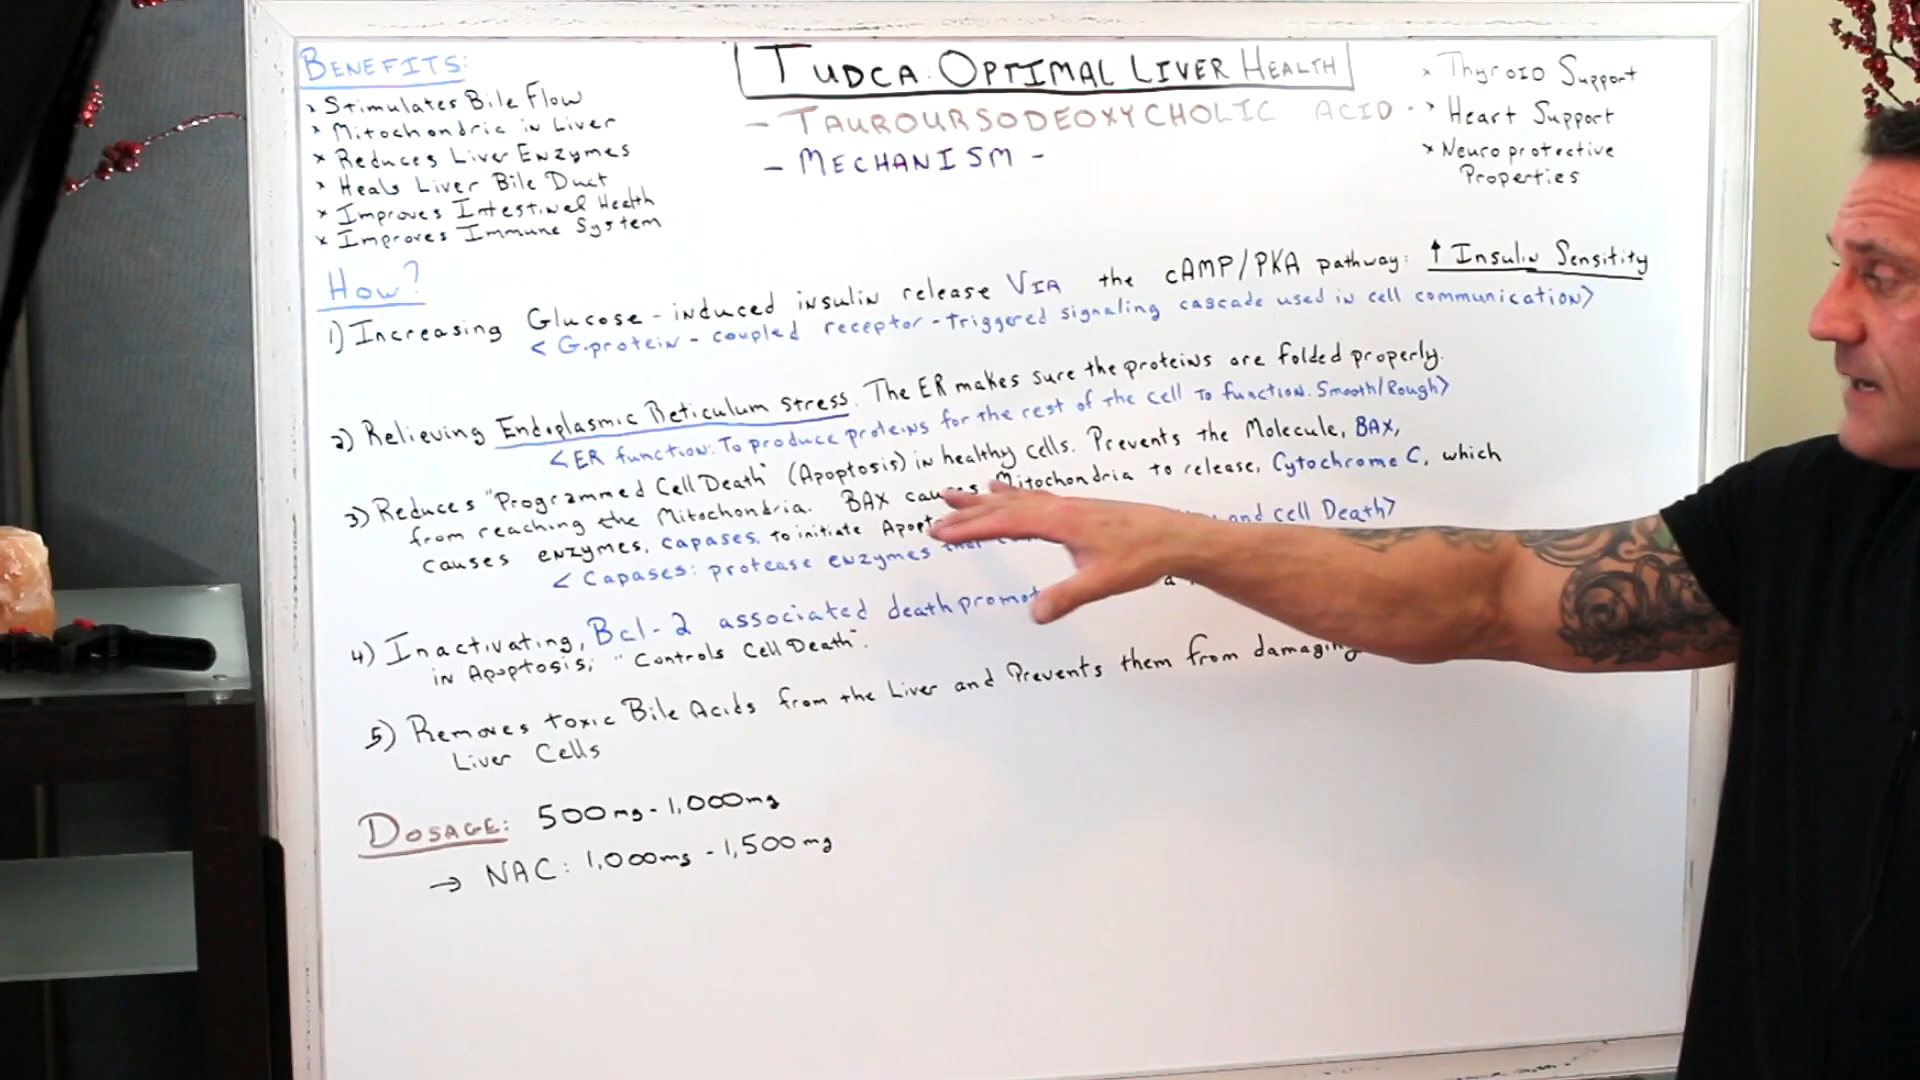 BENEFITS:
× Stimulates Bile Flow
× Mitochondria in Liver
× Reduces Liver Enzymes
× Heals Liver Bile Duct
× Improves Intestinal Health
× Improves Immune System
TUDCA: OPTIMAL LIVER HEALTH
- TAUROURSODEOXYCHOLIC ACID -
- MECHANISM -
× Thyroid Support
× Heart Support
× Neuroprotective
Properties
How?
1) Increasing Glucose-induced insulin release VIA the cAMP/PKA pathway: ↑ Insulin Sensitity
< G-protein-coupled receptor-triggered signaling cascade used in cell communication>
2) Relieving Endoplasmic Reticulum Stress. The ER makes sure the proteins are folded properly.
<ER function: To produce proteins for the rest of the cell to function. Smooth/Rough>
3) Reduces "Programmed Cell Death" (Apoptosis) in healthy cells. Prevents the Molecule, BAX,
from reaching the Mitochondria. BAX causes Mitochondria to release, Cytochrome C, which
causes enzymes, capases, to initiate
< Capases: protease enzymes and cell Death>
4) Inactivating, Bcl-2 associated death
in Apoptosis; "Controls Cell Death".
5) Removes toxic Bile Acids from the Liver and Prevents them from damaging
Liver Cells
DOSAGE: 500mg - 1,000mg
→ NAC: 1,000mg - 1,500mg